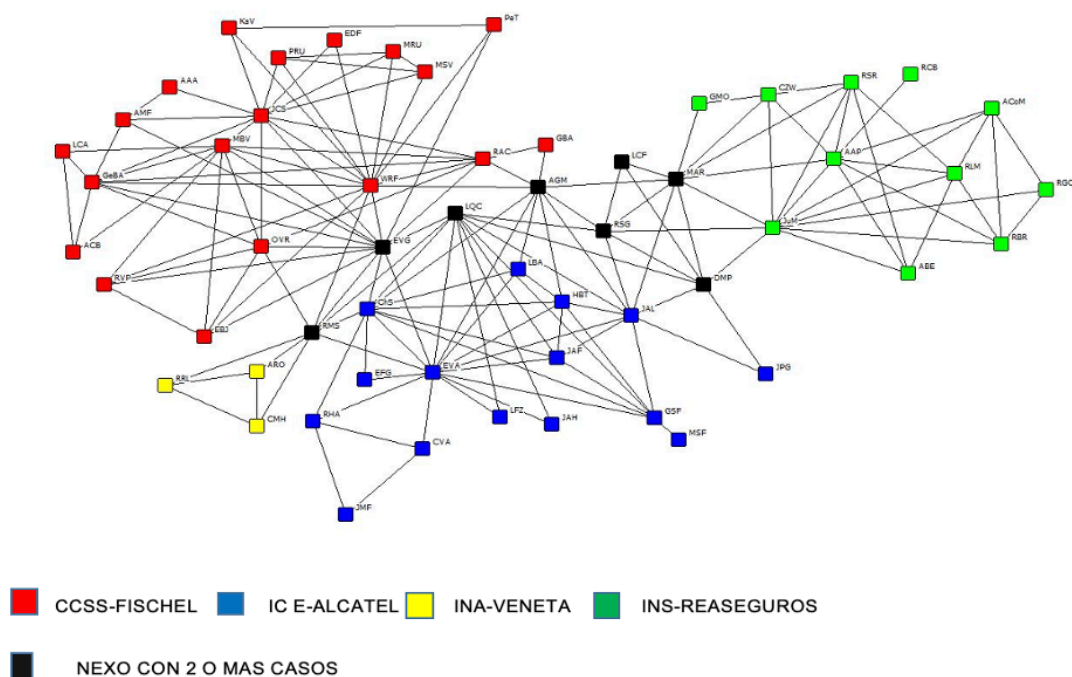 KaV
PeT
EDF
MRU
PRU
MSV
AAA
JCS
AMF
MBV
LCA
GeBA
RAC
GBA
WRF
AGM
LCF
MAR
GMO
CZW
RSR
RCB
ACoM
AAP
RLM
RGC
JuM
RBR
ABE
ACB
OVR
EVG
LQC
RSG
DMP
RVP
LBA
HBT
JAL
EBJ
RMS
JAF
EVA
EFG
JPG
RRL
ARO
CMH
RHA
LFZ
JAH
GSF
MSF
CVA
JMF
CCSS-FISCHEL IC E-ALCATEL INA-VENETA INS-REASEGUROS
NEXO CON 2 O MAS CASOS